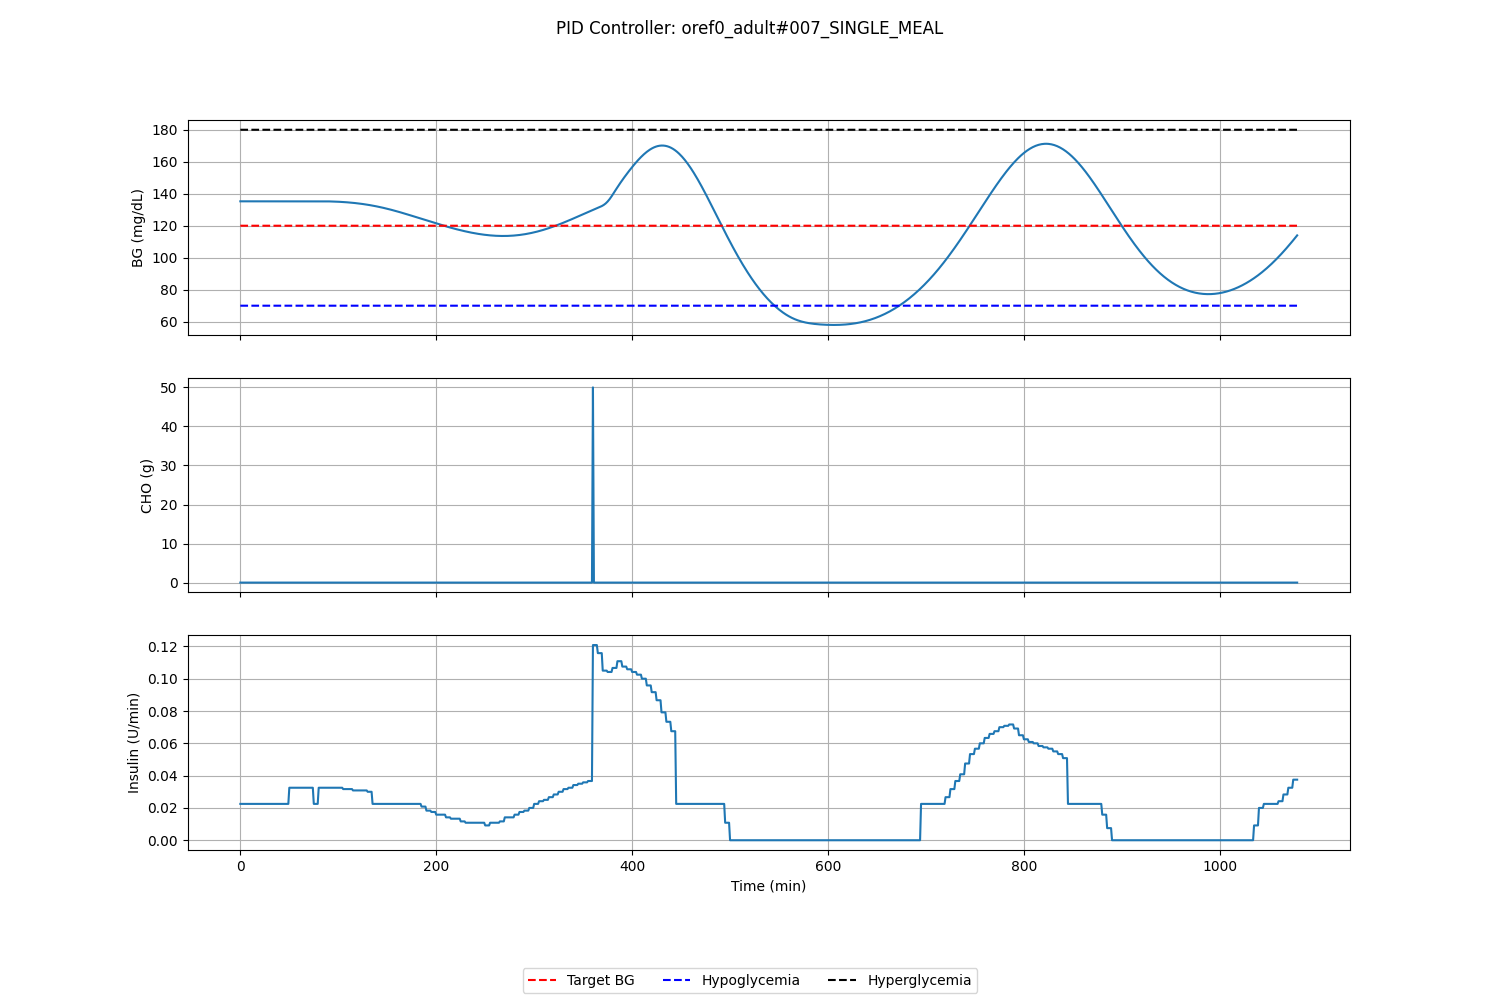 PID Controller: oref0_adult#007_SINGLE_MEAL
180
160
140
120
100
80
60
BG (mg/dL)
50
40
30
20
10
0
CHO (g)
0.12
0.10
0.08
0.06
0.04
0.02
0.00
Insulin (U/min)
0 200 400 600 800 1000
Time (min)
Target BG Hypoglycemia Hyperglycemia